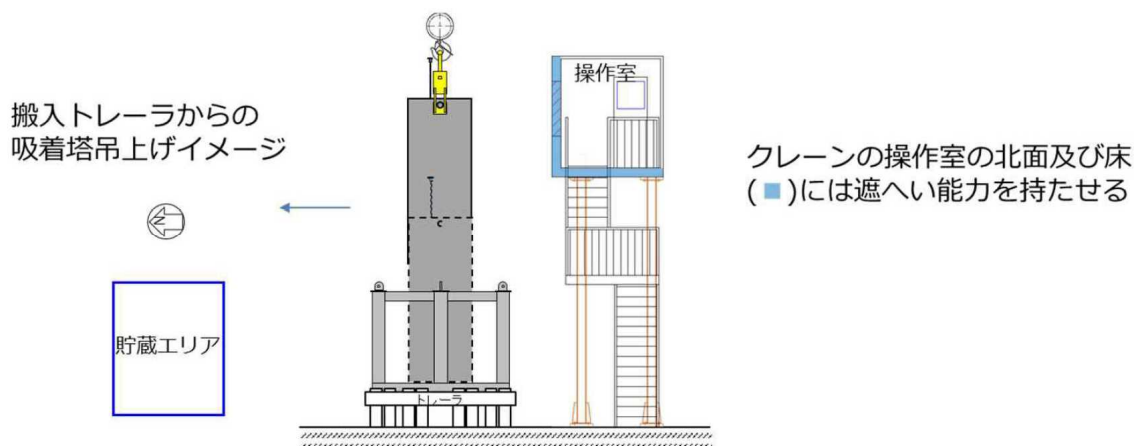 操作室
搬入トレーラからの
吸着塔吊上げイメージ
クレーンの操作室の北面及び床
(■)には遮へい能力を持たせる
N
貯蔵エリア
トレーラ